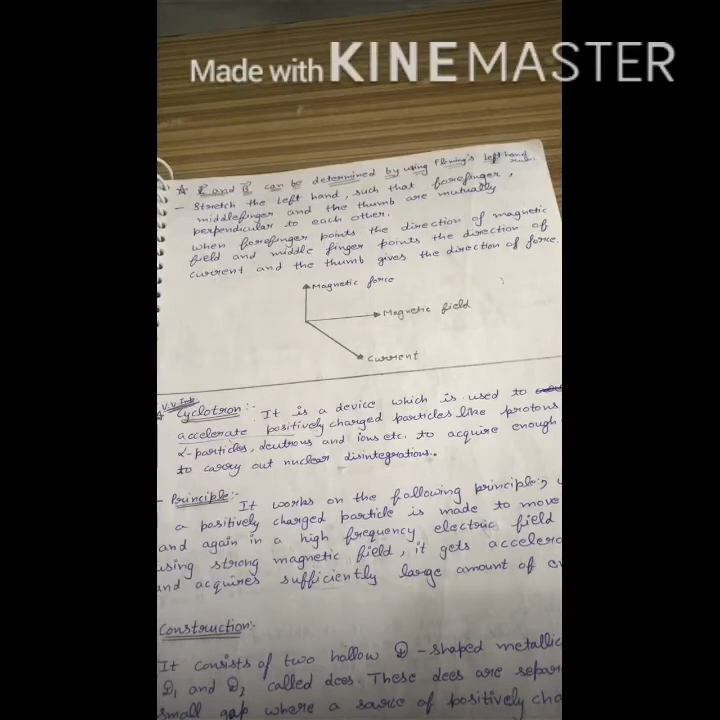 Made with KINEMASTER
☆ and can be determined by using Fleming's left hand rule.
- Stretch the left hand, such that forefinger,
middlefinger and the thumb are mutually
perpendicular to each other.
When forefinger points the direction of magnetic
field and middle finger points the direction of
current and the thumb gives the direction of force.
Magnetic force
Magnetic field
Current
V.V.Imb
Cyclotron:- It is a device which is used to
accelerate positively charged particles like protons
α-particles, deutrons and ions etc. to acquire enough
to carry out nuclear disintegrations..
- Principle:- It works on the following principle;
a positively charged particle is made to move
and again in a high frequency electric field
using strong magnetic field, it gets
and acquires sufficiently large amount of
Construction:-
It consists of two hallow D-shaped
D₁ and D₂ called dees. These dees are
small gap where a source of positively